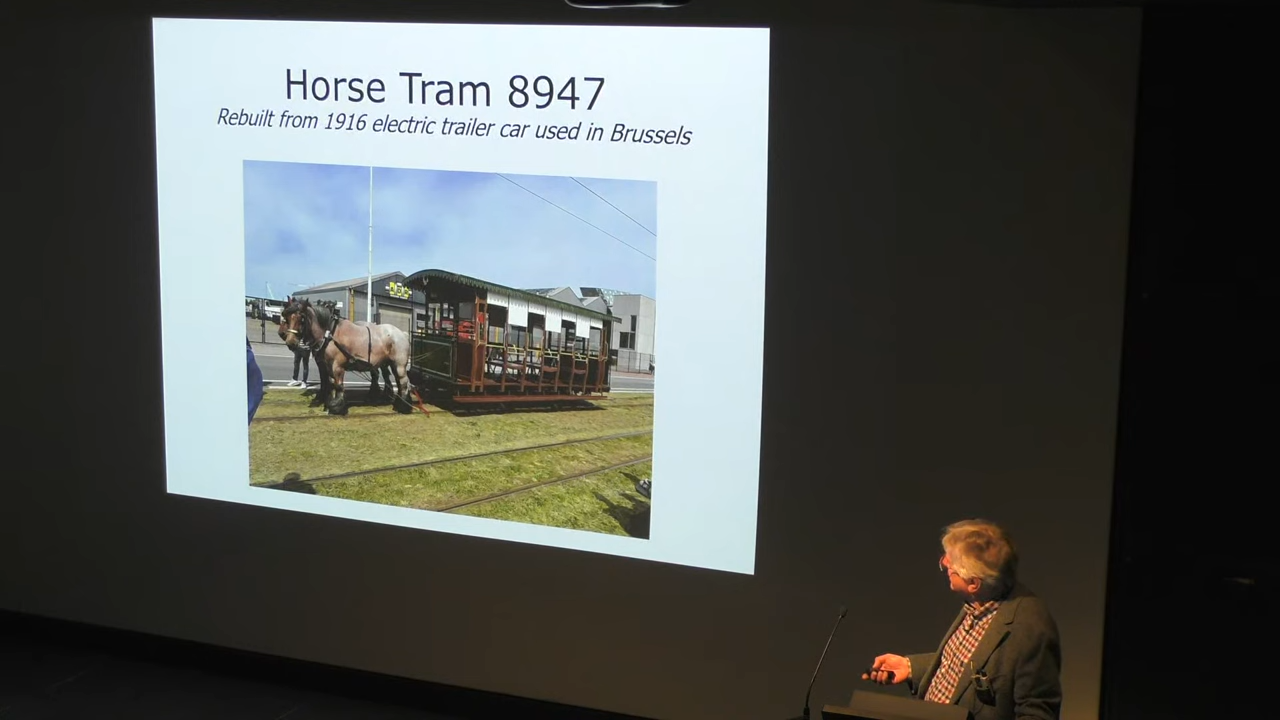 Horse Tram 8947
Rebuilt from 1916 electric trailer car used in Brussels